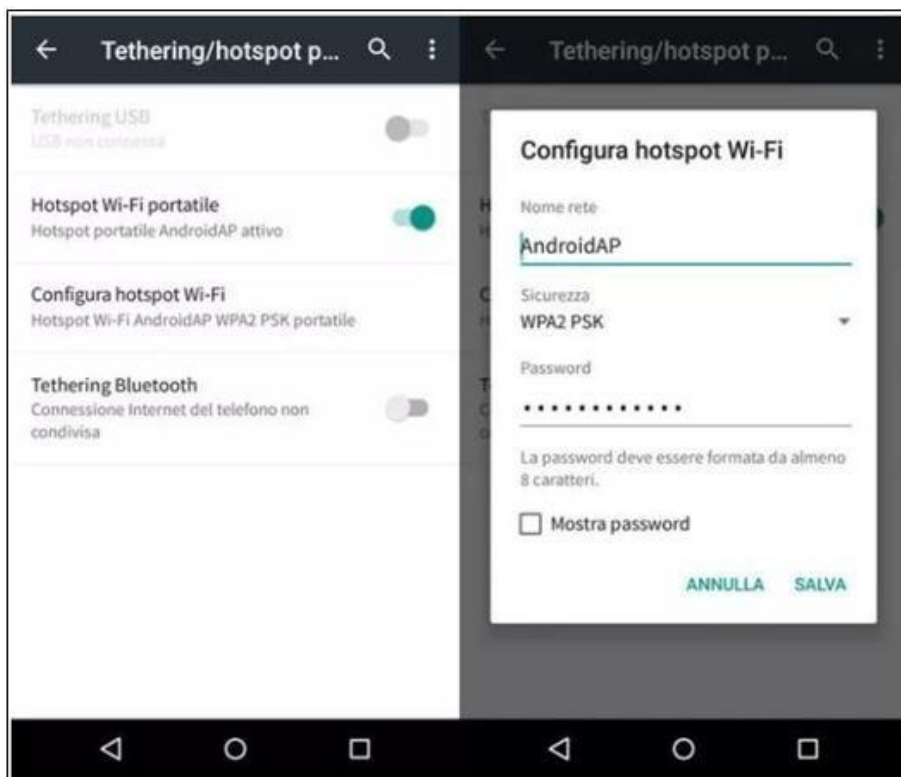 Tethering/hotspot p...
Tethering USB
USB non connessa
Hotspot Wi-Fi portatile
Hotspot portatile AndroidAP attivo
Configura hotspot Wi-Fi
Hotspot Wi-Fi AndroidAP WPA2 PSK portatile
Tethering Bluetooth
Connessione Internet del telefono non
condivisa
Tethering/hotspot p...
Configura hotspot Wi-Fi
Nome rete
AndroidAP
Sicurezza
WPA2 PSK
Password
••••••••••••
La password deve essere formata da almeno
8 caratteri.
Mostra password
ANNULLA SALVA